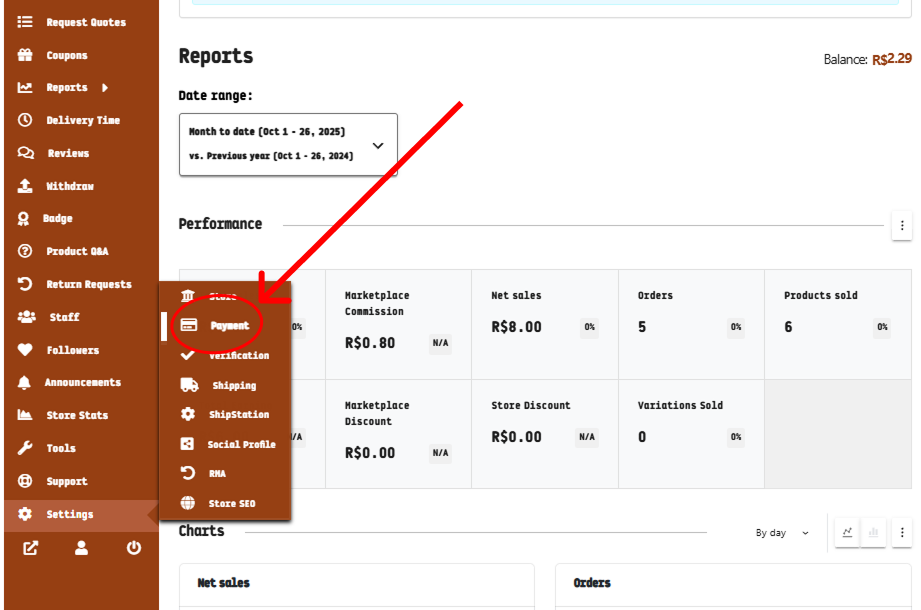 Request Quotes
Coupons
Reports
Delivery Time
Reviews
Withdraw
Badge
Product Q&A
Return Requests
Staff
Followers
Announcements
Store Stats
Tools
Support
Settings
Store
Payment
Verification
Shipping
ShipStation
Social Profile
RMA
Store SEO
Reports
Balance: R$2.29
Date range:
Month to date (Oct 1 - 26, 2025)
vs. Previous year (Oct 1 - 26, 2024)
Performance
0%
Marketplace
Commission
R$0.80 N/A
Net sales
R$8.00 0%
Orders
5 0%
Products sold
6 0%
/A
Marketplace
Discount
R$0.00 N/A
Store Discount
R$0.00 N/A
Variations Sold
0 0%
Charts
By day
Net sales
Orders